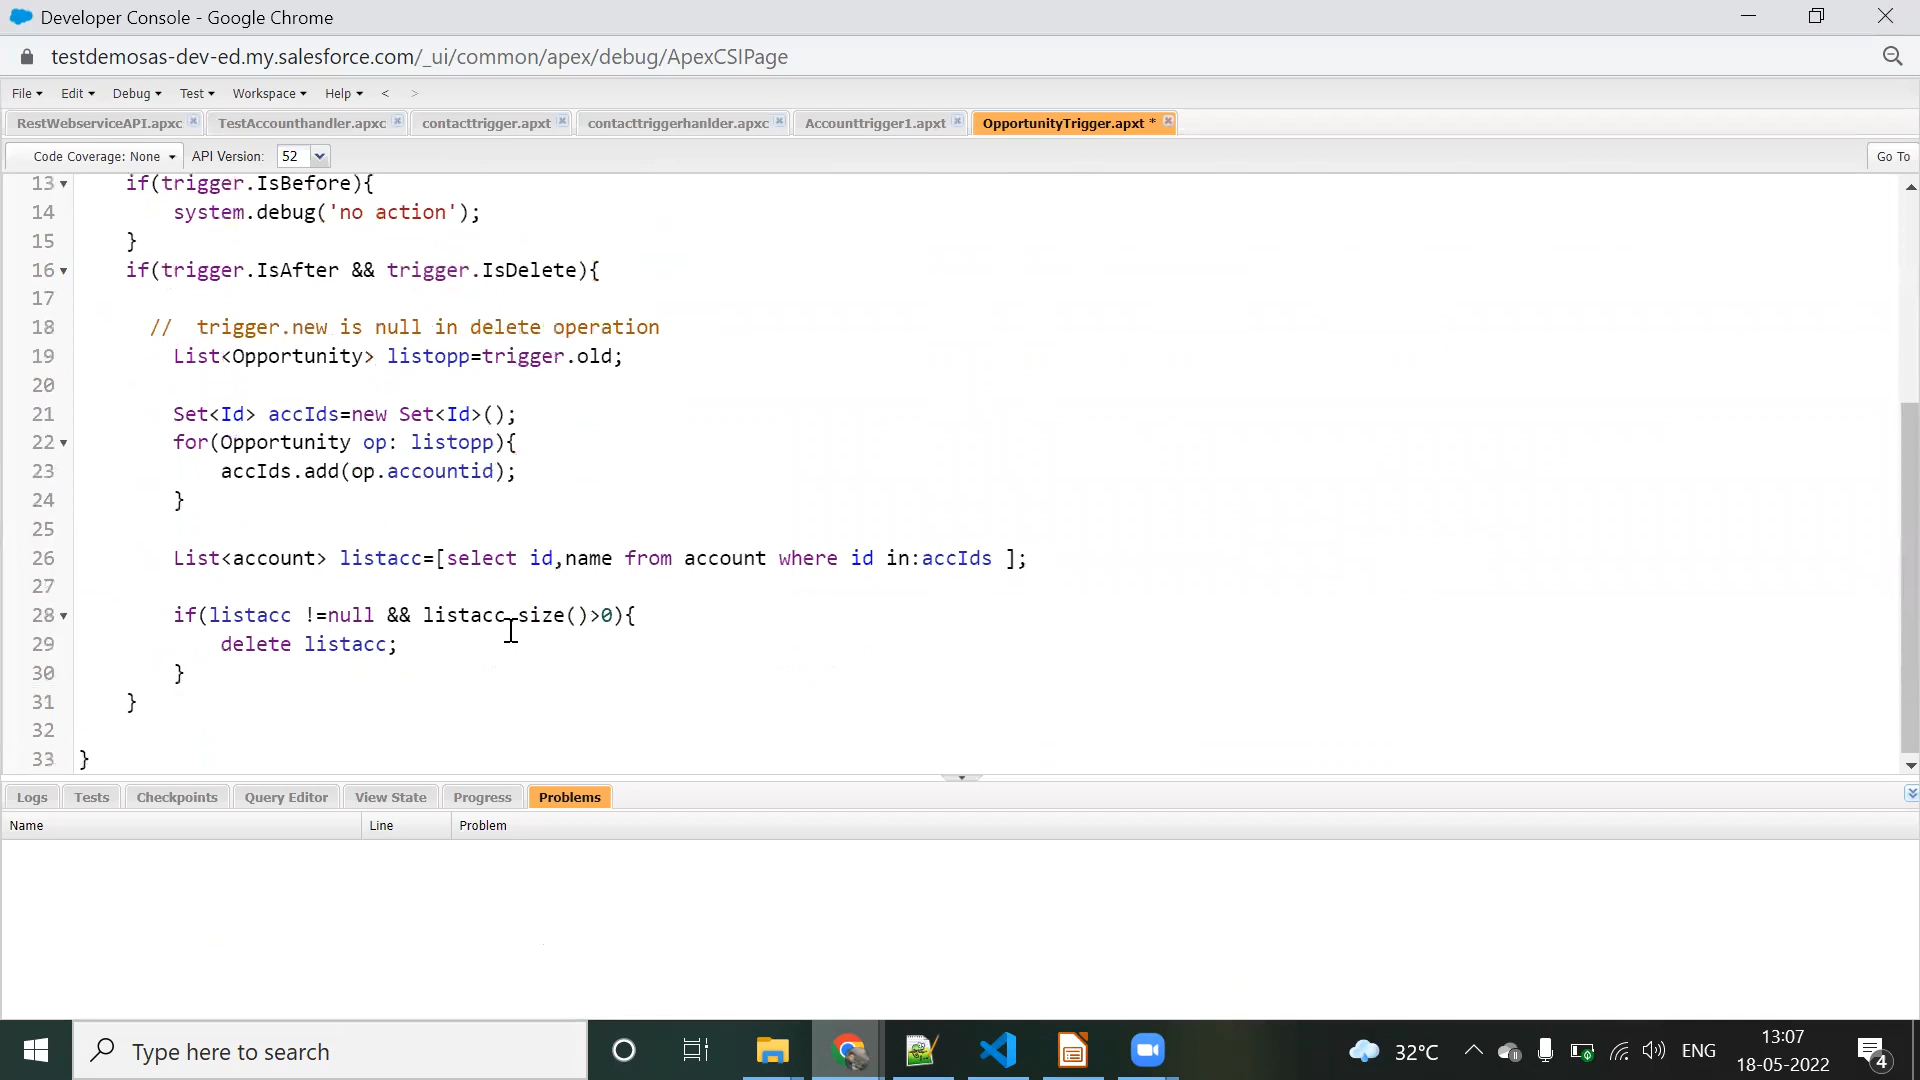 Developer Console - Google Chrome
testdemosas-dev-ed.my.salesforce.com/_ui/common/apex/debug/ApexCSIPage
File Edit Debug Test Workspace Help < >
RestWebserviceAPI.apxc TestAccounthandler.apxc contacttrigger.apxt contacttriggerhanlder.apxc Accounttrigger1.apxt OpportunityTrigger.apxt *
Code Coverage: None API Version: 52 Go To
13 if(trigger.IsBefore){
14 system.debug('no action');
15 }
16 if(trigger.IsAfter && trigger.IsDelete){
17
18 // trigger.new is null in delete operation
19 List<Opportunity> listopp=trigger.old;
20
21 Set<Id> accIds=new Set<Id>();
22 for(Opportunity op: listopp){
23 accIds.add(op.accountid);
24 }
25
26 List<account> listacc=[select id,name from account where id in:accIds ];
27
28 if(listacc !=null && listacc.size()>0){
29 delete listacc;
30 }
31 }
32
33 }
Logs Tests Checkpoints Query Editor View State Progress Problems
Name Line Problem
Type here to search
32°C
ENG
13:07
18-05-2022
4